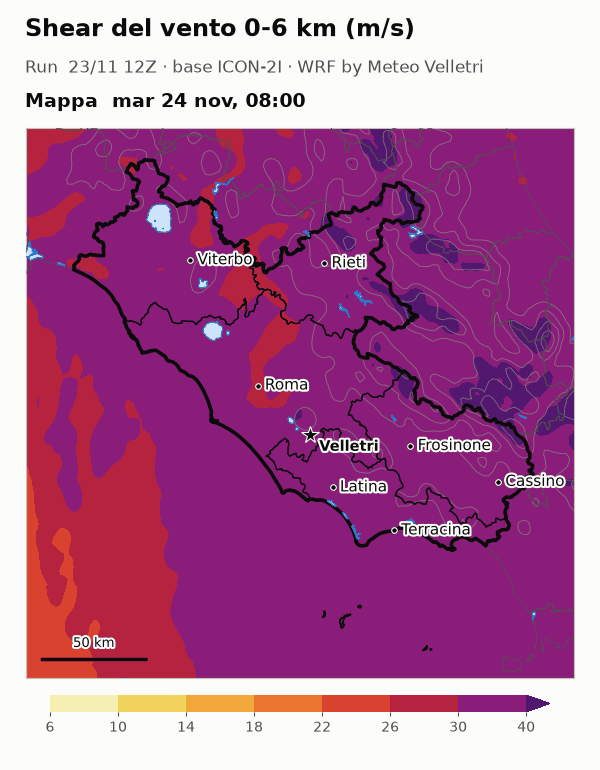 Shear del vento 0-6 km (m/s)
Run  23/11 12Z · base ICON-2I · WRF by Meteo Velletri
Mappa  mar 24 nov, 08:00
Viterbo
Rieti
Roma
Velletri
Frosinone
Latina
Cassino
Terracina
50 km
6 10 14 18 22 26 30 40